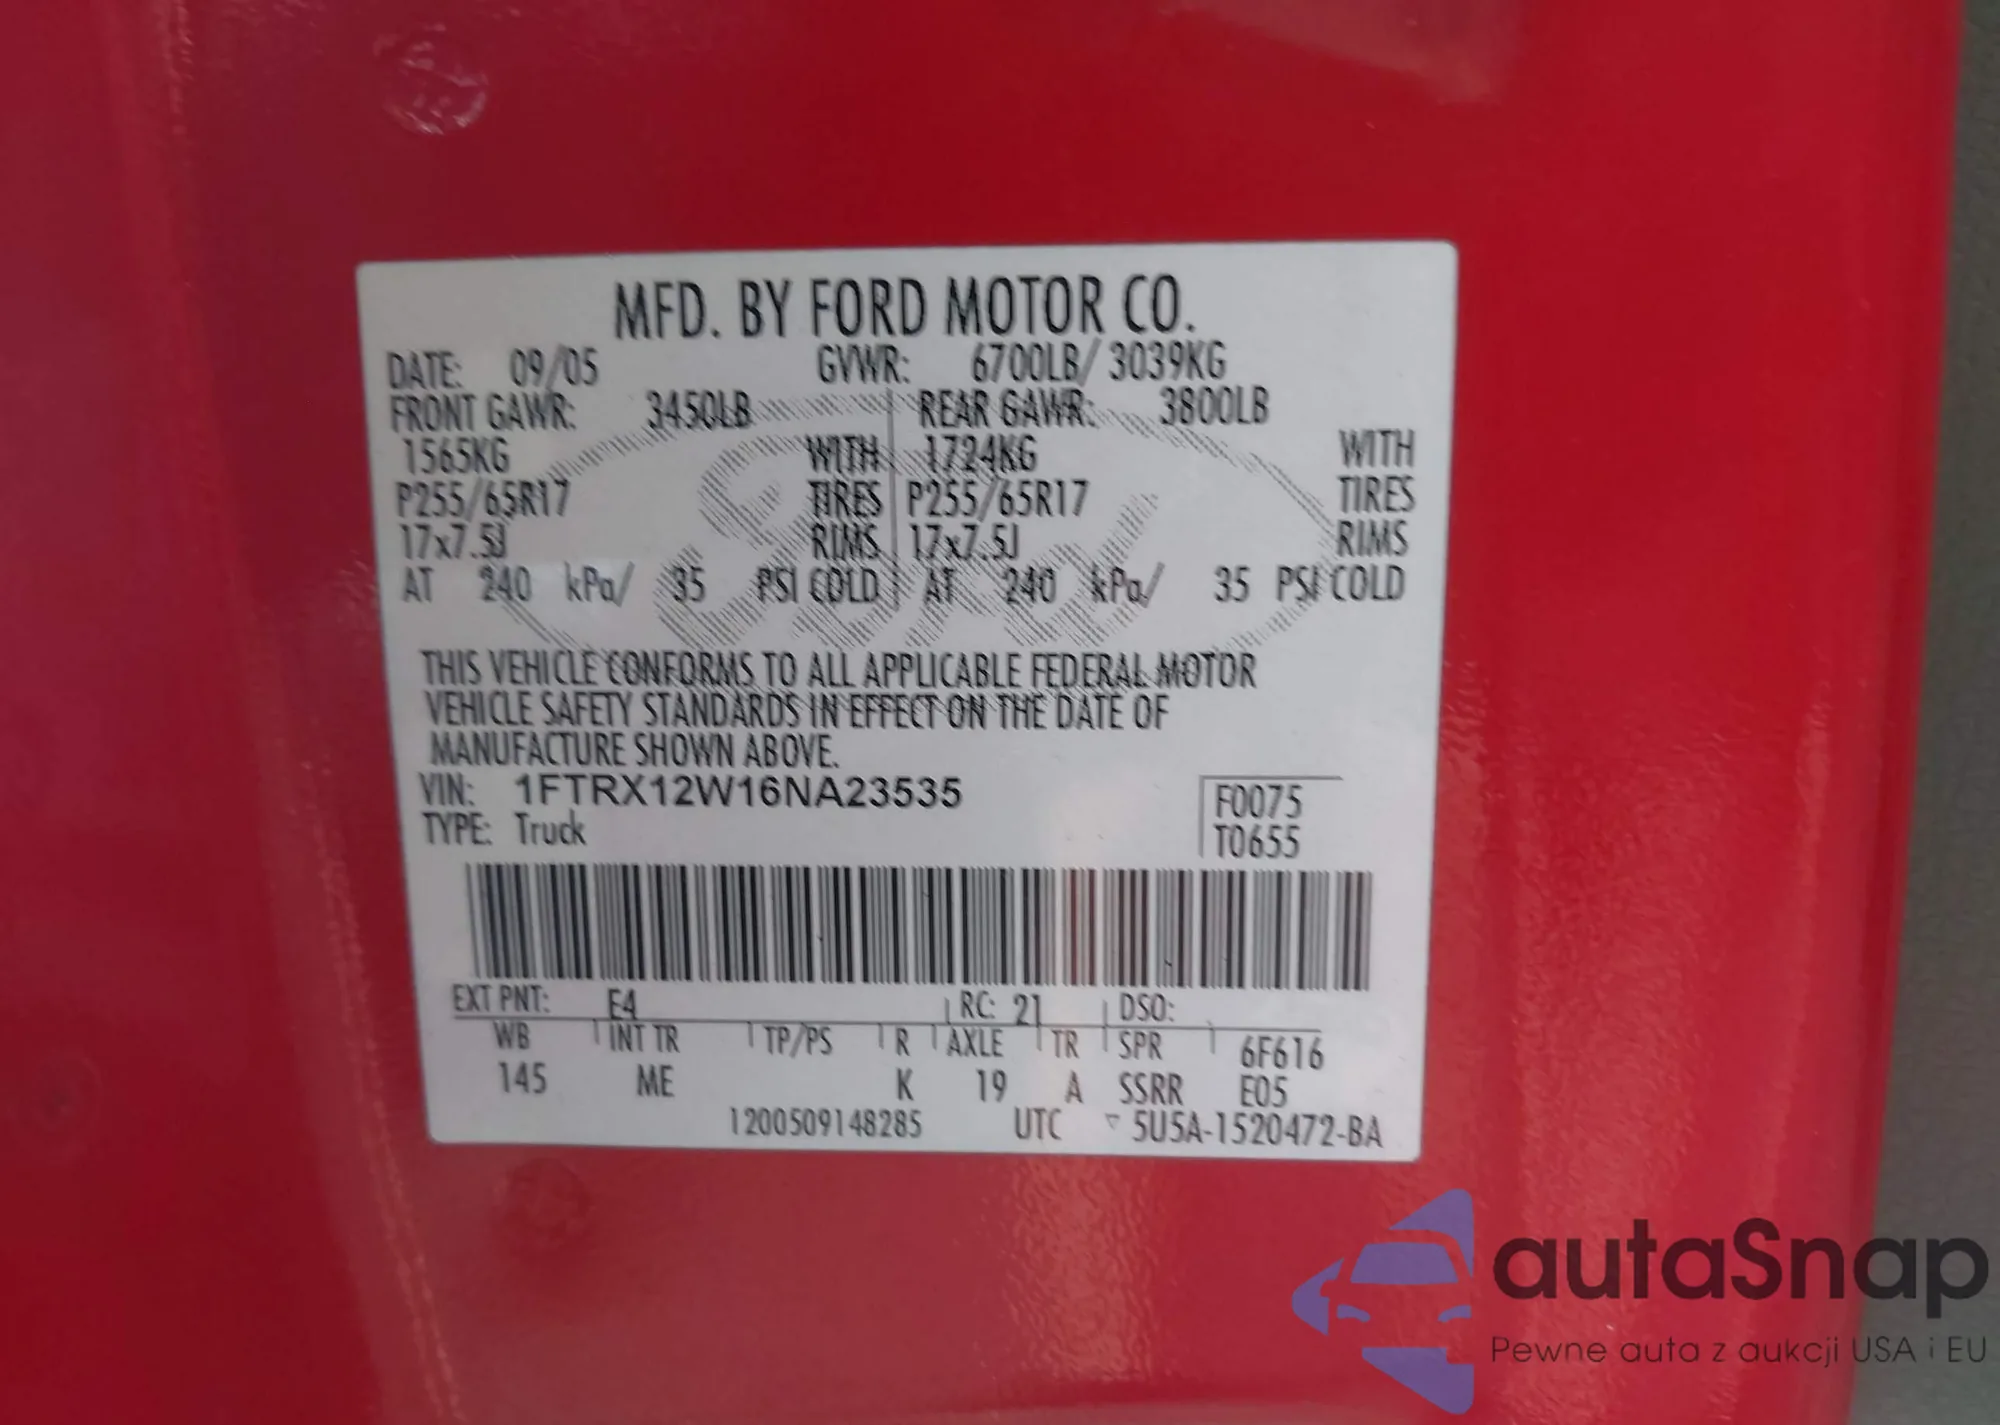 MFD. BY FORD MOTOR CO.
DATE: 09/05 GVWR: 6700LB/ 3039KG
FRONT GAWR: 3450LB REAR GAWR: 3800LB
1565KG WITH 1724KG WITH
P255/65R17 TIRES P255/65R17 TIRES
17x7.5J RIMS 17x7.5J RIMS
AT 240 kPa/ 35 PSI COLD AT 240 kPa/ 35 PSI COLD
Ford
THIS VEHICLE CONFORMS TO ALL APPLICABLE FEDERAL MOTOR
VEHICLE SAFETY STANDARDS IN EFFECT ON THE DATE OF
MANUFACTURE SHOWN ABOVE.
VIN: 1FTRX12W16NA23535 F0075
TYPE: Truck T0655
EXT PNT: E4 RC: 21 DSO:
WB INT TR TP/PS R AXLE TR SPR 6F616
145 ME K 19 A SSRR E05
1200509148285 UTC ▽ 5U5A-1520472-BA
autaSnap
Pewne auta z aukcji USA i EU